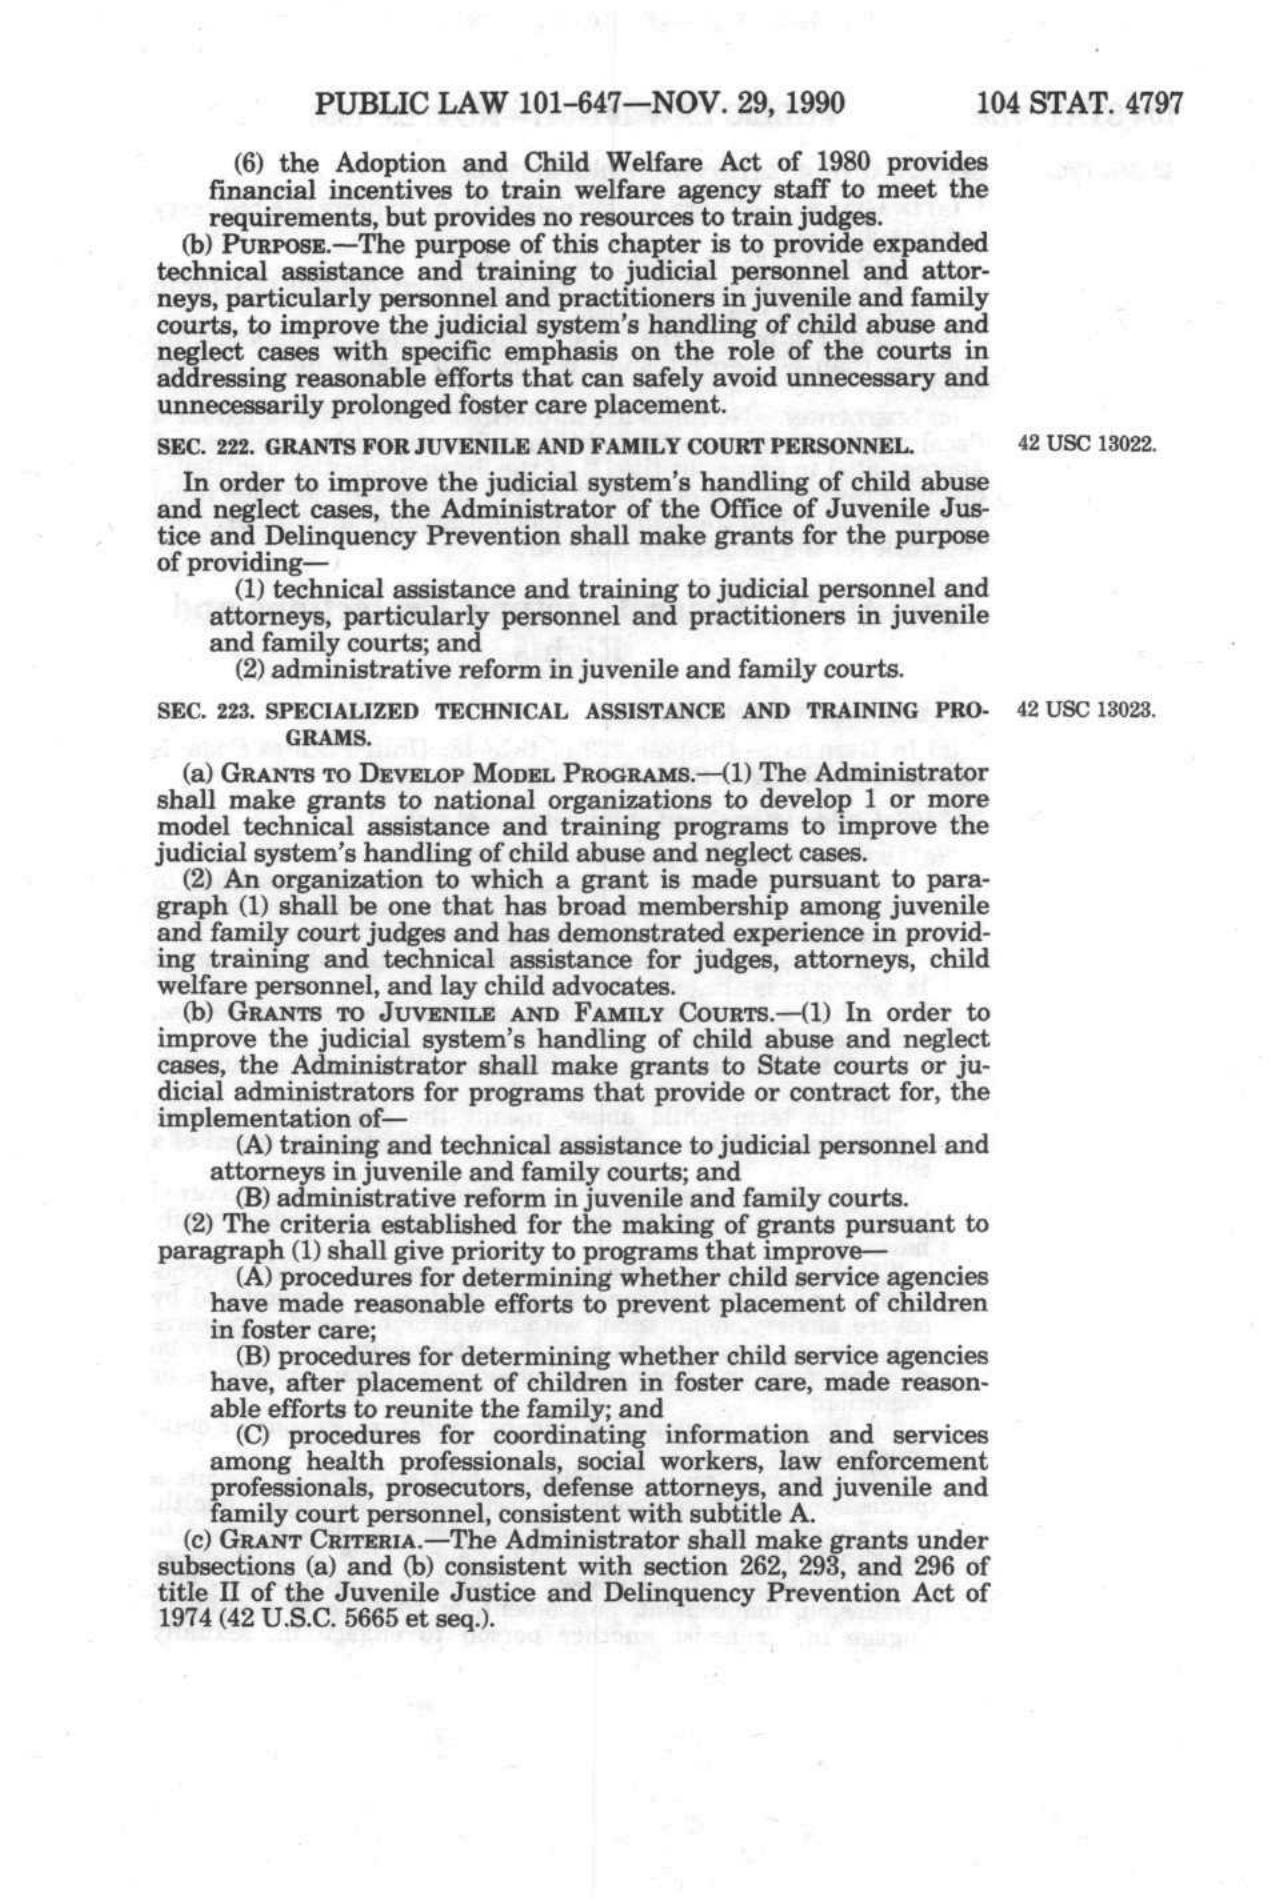 PUBLIC LAW 101–647—NOV. 29, 1990 104 STAT. 4797
(6) the Adoption and Child Welfare Act of 1980 provides
financial incentives to train welfare agency staff to meet the
requirements, but provides no resources to train judges.
(b) PURPOSE.—The purpose of this chapter is to provide expanded
technical assistance and training to judicial personnel and attor-
neys, particularly personnel and practitioners in juvenile and family
courts, to improve the judicial system's handling of child abuse and
neglect cases with specific emphasis on the role of the courts in
addressing reasonable efforts that can safely avoid unnecessary and
unnecessarily prolonged foster care placement.
SEC. 222. GRANTS FOR JUVENILE AND FAMILY COURT PERSONNEL. 42 USC 13022.
In order to improve the judicial system's handling of child abuse
and neglect cases, the Administrator of the Office of Juvenile Jus-
tice and Delinquency Prevention shall make grants for the purpose
of providing—
(1) technical assistance and training to judicial personnel and
attorneys, particularly personnel and practitioners in juvenile
and family courts; and
(2) administrative reform in juvenile and family courts.
SEC. 223. SPECIALIZED TECHNICAL ASSISTANCE AND TRAINING PRO- 42 USC 13023.
GRAMS.
(a) GRANTS TO DEVELOP MODEL PROGRAMS.—(1) The Administrator
shall make grants to national organizations to develop 1 or more
model technical assistance and training programs to improve the
judicial system's handling of child abuse and neglect cases.
(2) An organization to which a grant is made pursuant to para-
graph (1) shall be one that has broad membership among juvenile
and family court judges and has demonstrated experience in provid-
ing training and technical assistance for judges, attorneys, child
welfare personnel, and lay child advocates.
(b) GRANTS TO JUVENILE AND FAMILY COURTS.—(1) In order to
improve the judicial system's handling of child abuse and neglect
cases, the Administrator shall make grants to State courts or ju-
dicial administrators for programs that provide or contract for, the
implementation of—
(A) training and technical assistance to judicial personnel and
attorneys in juvenile and family courts; and
(B) administrative reform in juvenile and family courts.
(2) The criteria established for the making of grants pursuant to
paragraph (1) shall give priority to programs that improve—
(A) procedures for determining whether child service agencies
have made reasonable efforts to prevent placement of children
in foster care;
(B) procedures for determining whether child service agencies
have, after placement of children in foster care, made reason-
able efforts to reunite the family; and
(C) procedures for coordinating information and services
among health professionals, social workers, law enforcement
professionals, prosecutors, defense attorneys, and juvenile and
family court personnel, consistent with subtitle A.
(c) GRANT CRITERIA.—The Administrator shall make grants under
subsections (a) and (b) consistent with section 262, 293, and 296 of
title II of the Juvenile Justice and Delinquency Prevention Act of
1974 (42 U.S.C. 5665 et seq.).